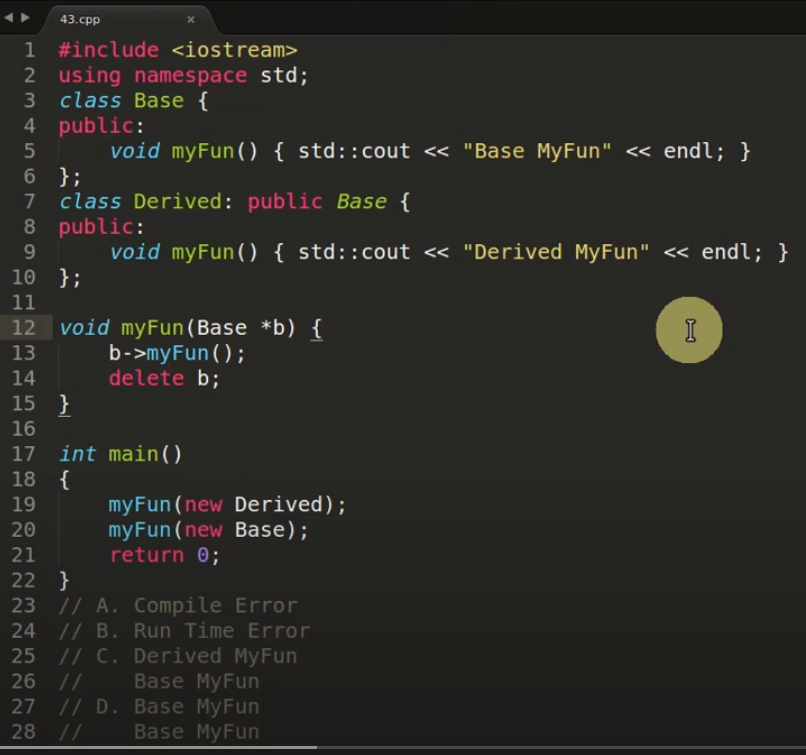 43.cpp
1 #include <iostream>
2 using namespace std;
3 class Base {
4 public:
5     void myFun() { std::cout << "Base MyFun" << endl; }
6 };
7 class Derived: public Base {
8 public:
9     void myFun() { std::cout << "Derived MyFun" << endl; }
10 };
11
12 void myFun(Base *b) {
13     b->myFun();
14     delete b;
15 }
16
17 int main()
18 {
19     myFun(new Derived);
20     myFun(new Base);
21     return 0;
22 }
23 // A. Compile Error
24 // B. Run Time Error
25 // C. Derived MyFun
26 //    Base MyFun
27 // D. Base MyFun
28 //    Base MyFun